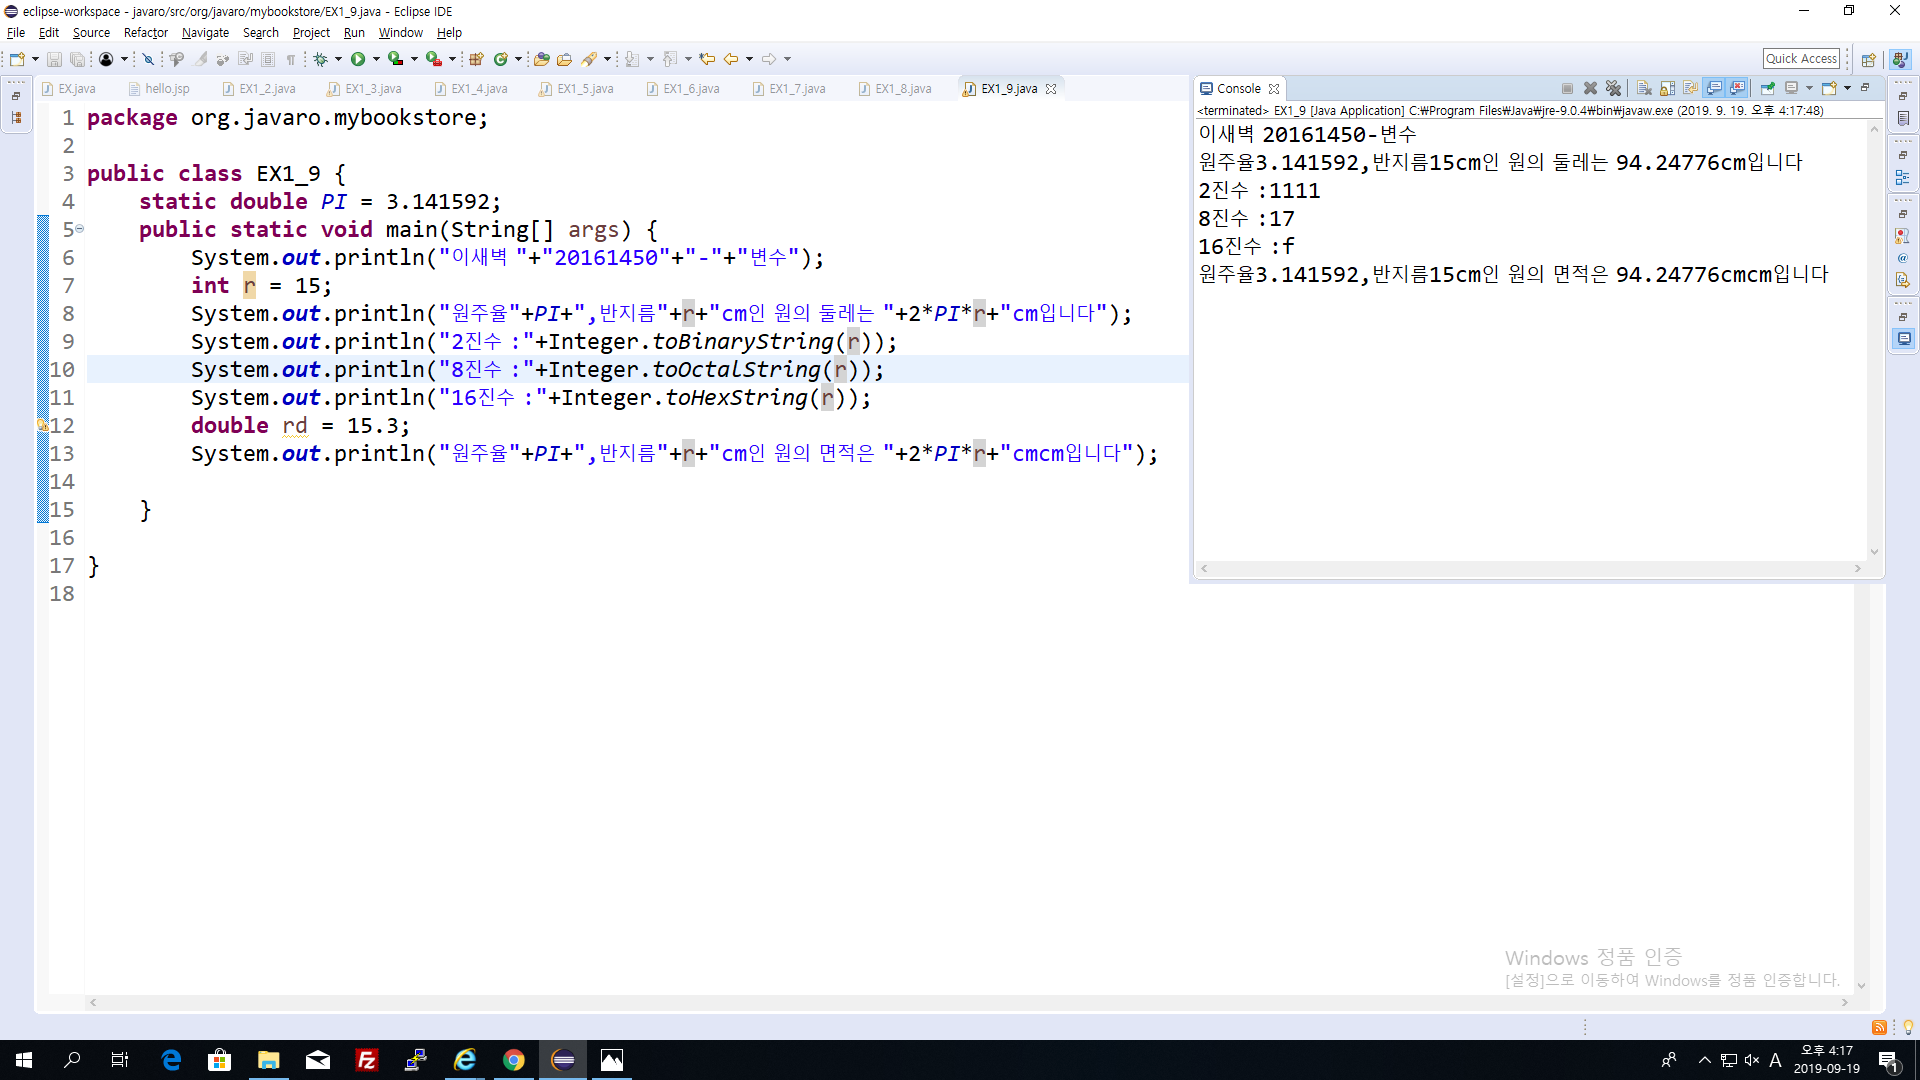 eclipse-workspace - javaro/src/org/javaro/mybookstore/EX1_9.java - Eclipse IDE
File Edit Source Refactor Navigate Search Project Run Window Help
Quick Access
EX.java hello.jsp EX1_2.java EX1_3.java EX1_4.java EX1_5.java EX1_6.java EX1_7.java EX1_8.java EX1_9.java
1 package org.javaro.mybookstore;
2
3 public class EX1_9 {
4 static double PI = 3.141592;
5 public static void main(String[] args) {
6 System.out.println("이새벽 "+"20161450"+"-"+"변수");
7 int r = 15;
8 System.out.println("원주율"+PI+",반지름"+r+"cm인 원의 둘레는 "+2*PI*r+"cm입니다");
9 System.out.println("2진수 :"+Integer.toBinaryString(r));
10 System.out.println("8진수 :"+Integer.toOctalString(r));
11 System.out.println("16진수 :"+Integer.toHexString(r));
12 double rd = 15.3;
13 System.out.println("원주율"+PI+",반지름"+r+"cm인 원의 면적은 "+2*PI*r+"cmcm입니다");
14
15 }
16
17 }
18
Console
<terminated> EX1_9 [Java Application] C:₩Program Files₩Java₩jre-9.0.4₩bin₩javaw.exe (2019. 9. 19. 오후 4:17:48)
이새벽 20161450-변수
원주율3.141592,반지름15cm인 원의 둘레는 94.24776cm입니다
2진수 :1111
8진수 :17
16진수 :f
원주율3.141592,반지름15cm인 원의 면적은 94.24776cmcm입니다
Windows 정품 인증
[설정]으로 이동하여 Windows를 정품 인증합니다.
A
오후 4:17
2019-09-19
1